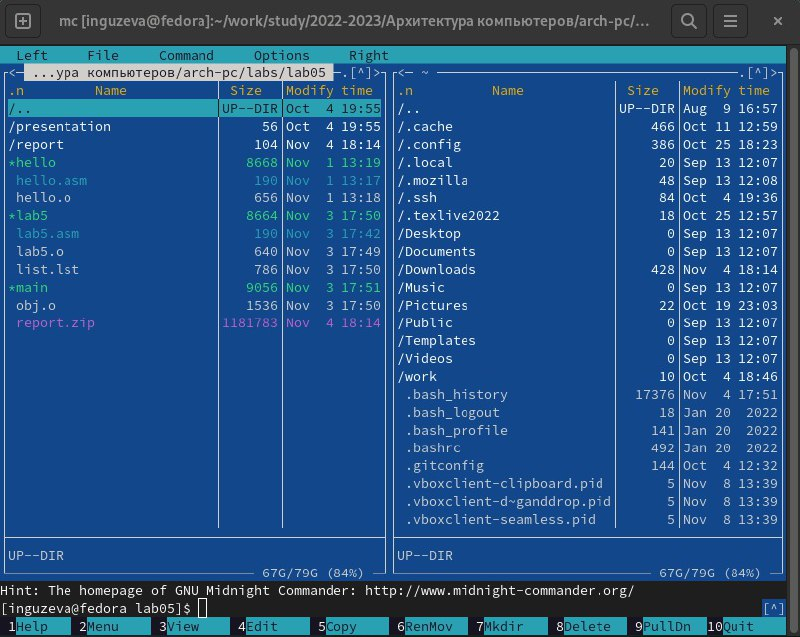 mc [inguzeva@fedora]:~/work/study/2022-2023/Архитектура компьютеров/arch-pc/...
Left File Command Options Right
<─ ...ура компьютеров/arch-pc/labs/lab05 ─.[^]>
.n Name Size Modify time
/.. UP--DIR Oct 4 19:55
/presentation 56 Oct 4 19:55
/report 104 Nov 4 18:14
*hello 8668 Nov 1 13:19
hello.asm 190 Nov 1 13:17
hello.o 656 Nov 1 13:18
*lab5 8664 Nov 3 17:50
lab5.asm 190 Nov 3 17:42
lab5.o 640 Nov 3 17:49
list.lst 786 Nov 3 17:50
*main 9056 Nov 3 17:51
obj.o 1536 Nov 3 17:50
report.zip 1181783 Nov 4 18:14
UP--DIR
67G/79G (84%)
<─ ~ ─.[^]>
.n Name Size Modify time
/.. UP--DIR Aug 9 16:57
/.cache 466 Oct 11 12:59
/.config 386 Oct 25 18:23
/.local 20 Sep 13 12:07
/.mozilla 48 Sep 13 12:08
/.ssh 84 Oct 4 19:36
/.texlive2022 18 Oct 25 12:57
/Desktop 0 Sep 13 12:07
/Documents 0 Sep 13 12:07
/Downloads 428 Nov 4 18:14
/Music 0 Sep 13 12:07
/Pictures 22 Oct 19 23:03
/Public 0 Sep 13 12:07
/Templates 0 Sep 13 12:07
/Videos 0 Sep 13 12:07
/work 10 Oct 4 18:46
.bash_history 17376 Nov 4 17:51
.bash_logout 18 Jan 20 2022
.bash_profile 141 Jan 20 2022
.bashrc 492 Jan 20 2022
.gitconfig 144 Oct 4 12:32
.vboxclient-clipboard.pid 5 Nov 8 13:39
.vboxclient-d~ganddrop.pid 5 Nov 8 13:39
.vboxclient-seamless.pid 5 Nov 8 13:39
UP--DIR
67G/79G (84%)
Hint: The homepage of GNU Midnight Commander: http://www.midnight-commander.org/
[inguzeva@fedora lab05]$ [^]
1Help 2Menu 3View 4Edit 5Copy 6RenMov 7Mkdir 8Delete 9PullDn 10Quit